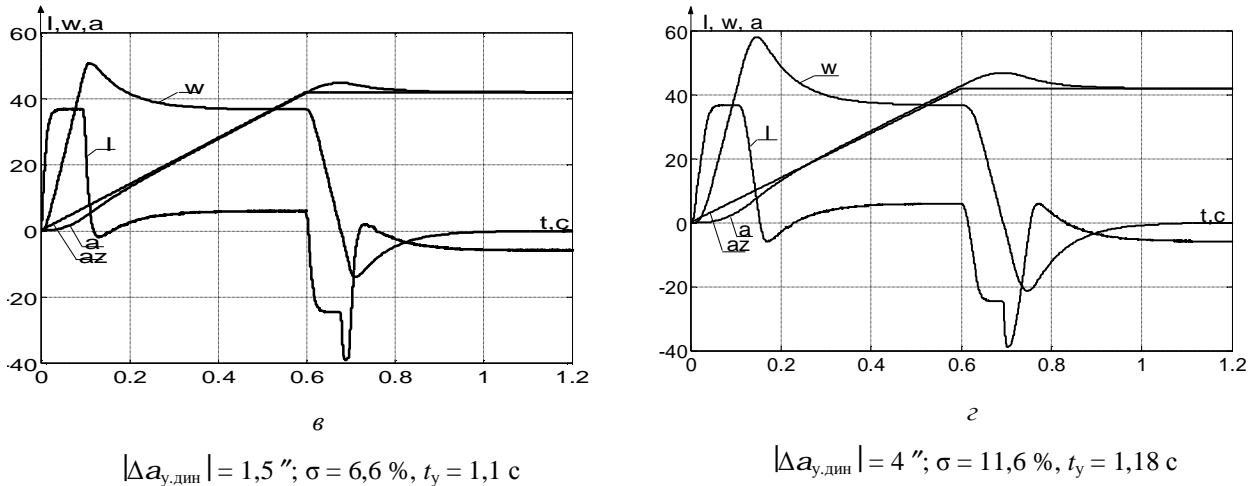 I,w,a
60
40
20
0
-20
-40
w
I
a
az
t,c
0 0.2 0.4 0.6 0.8 1 1.2
в
|Δa у.дин | = 1,5 ″; σ = 6,6 %, tу = 1,1 с
I, w, a
60
40
20
0
-20
-40
w
I
a
az
t,c
0 0.2 0.4 0.6 0.8 1 1.2
г
|Δa у.дин | = 4 ″; σ = 11,6 %, tу = 1,18 с